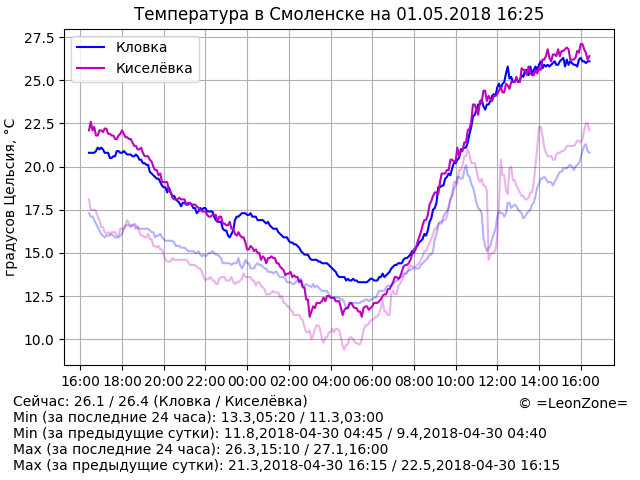 Температура в Смоленске на 01.05.2018 16:25
27.5
25.0
22.5
20.0
17.5
15.0
12.5
10.0
градусов Цельсия, °C
Кловка
Киселёвка
16:00 18:00 20:00 22:00 00:00 02:00 04:00 06:00 08:00 10:00 12:00 14:00 16:00
© =LeonZone=
Сейчас: 26.1 / 26.4 (Кловка / Киселёвка)
Min (за последние 24 часа): 13.3,05:20 / 11.3,03:00
Min (за предыдущие сутки): 11.8,2018-04-30 04:45 / 9.4,2018-04-30 04:40
Max (за последние 24 часа): 26.3,15:10 / 27.1,16:00
Max (за предыдущие сутки): 21.3,2018-04-30 16:15 / 22.5,2018-04-30 16:15